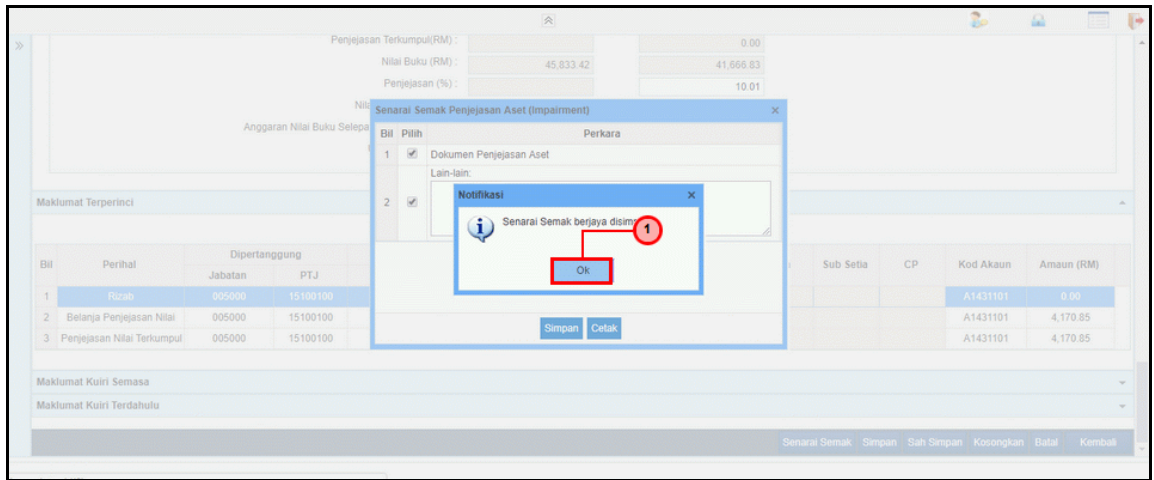 Penjejasan Terkumpul(RM) :
0.00
Nilai Buku (RM) :
45,833.42
41,666.83
Penjejasan (%) :
10.01
Anggaran Nilai Buku
Senarai Semak Penjejasan Aset (Impairment) ×
Bil Pilih Perkara
1 Dokumen Penjejasan Aset
2 Lain-lain:
Notifikasi ×
Senarai Semak berjaya
1
Ok
Simpan Cetak
Maklumat Terperinci
Bil Perihal Dipertanggung Sub Setia CP Kod Akaun Amaun (RM)
Jabatan PTJ
1 Rizab 005000 15100100 A1431101 0.00
2 Belanja Penjejasan Nilai 005000 15100100 A1431101 4,170.85
3 Penjejasan Nilai Terkumpul 005000 15100100 A1431101 4,170.85
Maklumat Kuiri Semasa
Maklumat Kuiri Terdahulu
Senarai Semak Simpan Sah Simpan Kosongkan Batal Kembali